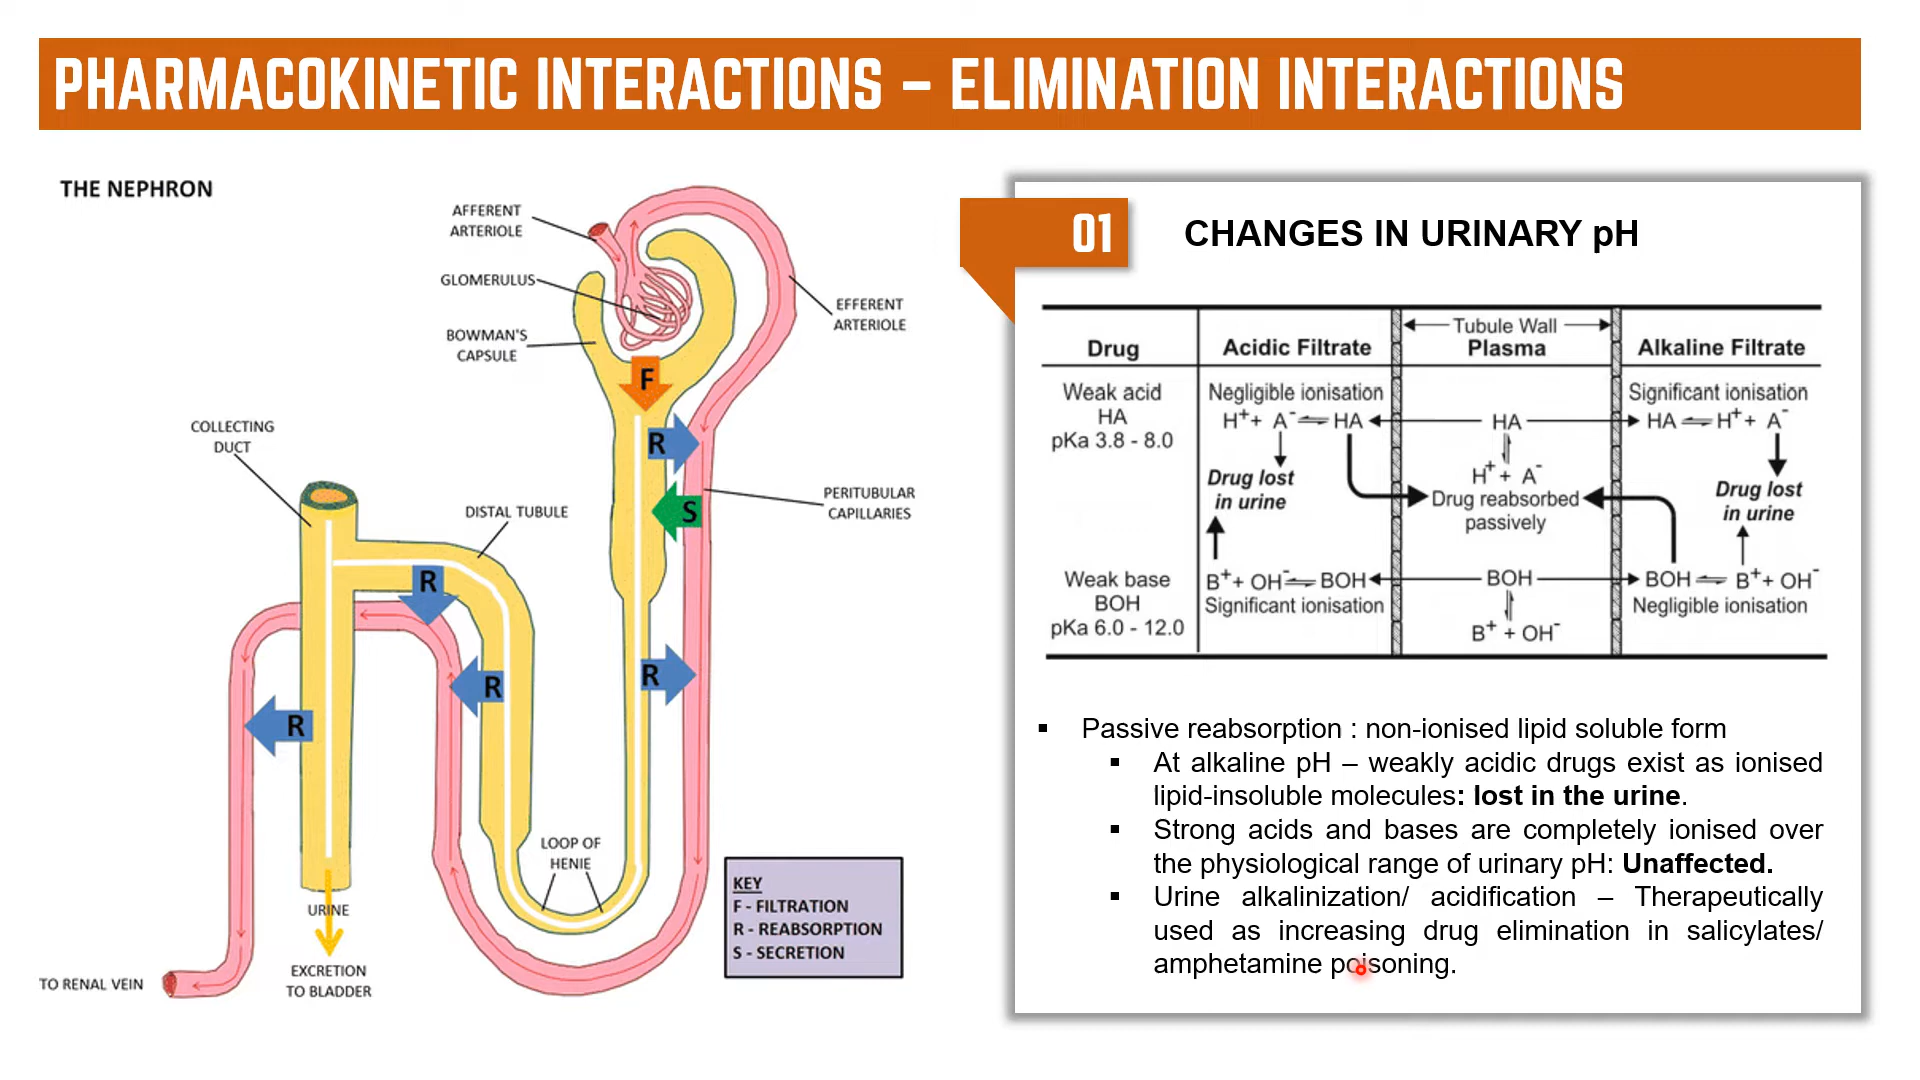 PHARMACOKINETIC INTERACTIONS – ELIMINATION INTERACTIONS
THE NEPHRON
AFFERENT
ARTERIOLE
GLOMERULUS
BOWMAN'S
CAPSULE
EFFERENT
ARTERIOLE
F
R
COLLECTING
DUCT
PERITUBULAR
CAPILLARIES
S
DISTAL TUBULE
R
R
R
R
LOOP OF
HENIE
URINE
EXCRETION
TO BLADDER
TO RENAL VEIN
KEY
F - FILTRATION
R - REABSORPTION
S - SECRETION
01
CHANGES IN URINARY pH
Drug
Acidic Filtrate
Tubule Wall
Plasma
Alkaline Filtrate
Weak acid
HA
pKa 3.8 - 8.0
Negligible ionisation
H⁺ + A⁻ ⇌ HA
Drug lost
in urine
HA
H⁺ + A⁻
Drug reabsorbed
passively
Significant ionisation
HA ⇌ H⁺ + A⁻
Drug lost
in urine
Weak base
BOH
pKa 6.0 - 12.0
B⁺ + OH⁻ ⇌ BOH
Significant ionisation
BOH
B⁺ + OH⁻
BOH ⇌ B⁺ + OH⁻
Negligible ionisation
▪ Passive reabsorption : non-ionised lipid soluble form
▪ At alkaline pH – weakly acidic drugs exist as ionised
lipid-insoluble molecules: lost in the urine.
▪ Strong acids and bases are completely ionised over
the physiological range of urinary pH: Unaffected.
▪ Urine alkalinization/ acidification – Therapeutically
used as increasing drug elimination in salicylates/
amphetamine poisoning.